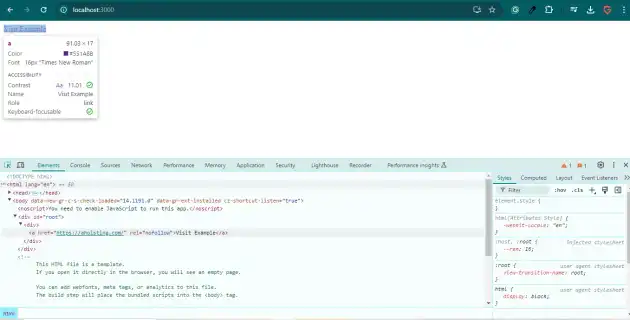 localhost:3000
Visit Example
a 91.03 × 17
Color #551A8B
Font 16px "Times New Roman"
ACCESSIBILITY
Contrast Aa 11.01
Name Visit Example
Role link
Keyboard-focusable
Elements Console Sources Network Performance Memory Application Security Lighthouse Recorder Performance insights 1 1
<!DOCTYPE html>
<html lang="en"> == $0
<head>
</head>
<body data-new-gr-c-s-check-loaded="14.1193.0" data-gr-ext-installed cz-shortcut-listen="true">
<noscript>You need to enable JavaScript to run this app.</noscript>
<div id="root">
<div>
rel="nofollow">Visit Example</a>
</div>
</div>
<!--
This HTML file is a template.
If you open it directly in the browser, you will see an empty page.
You can add webfonts, meta tags, or analytics to this file.
The build step will place the bundled scripts into the <body> tag.
html
Styles Computed Layout Event Listeners
Filter :hov .cls
element.style {
}
html[Attributes Style] {
-webkit-locale: "en";
}
:host, :root { Injected stylesheet
--rem: 16;
}
:root { user agent stylesheet
view-transition-name: root;
}
html { user agent stylesheet
display: block;